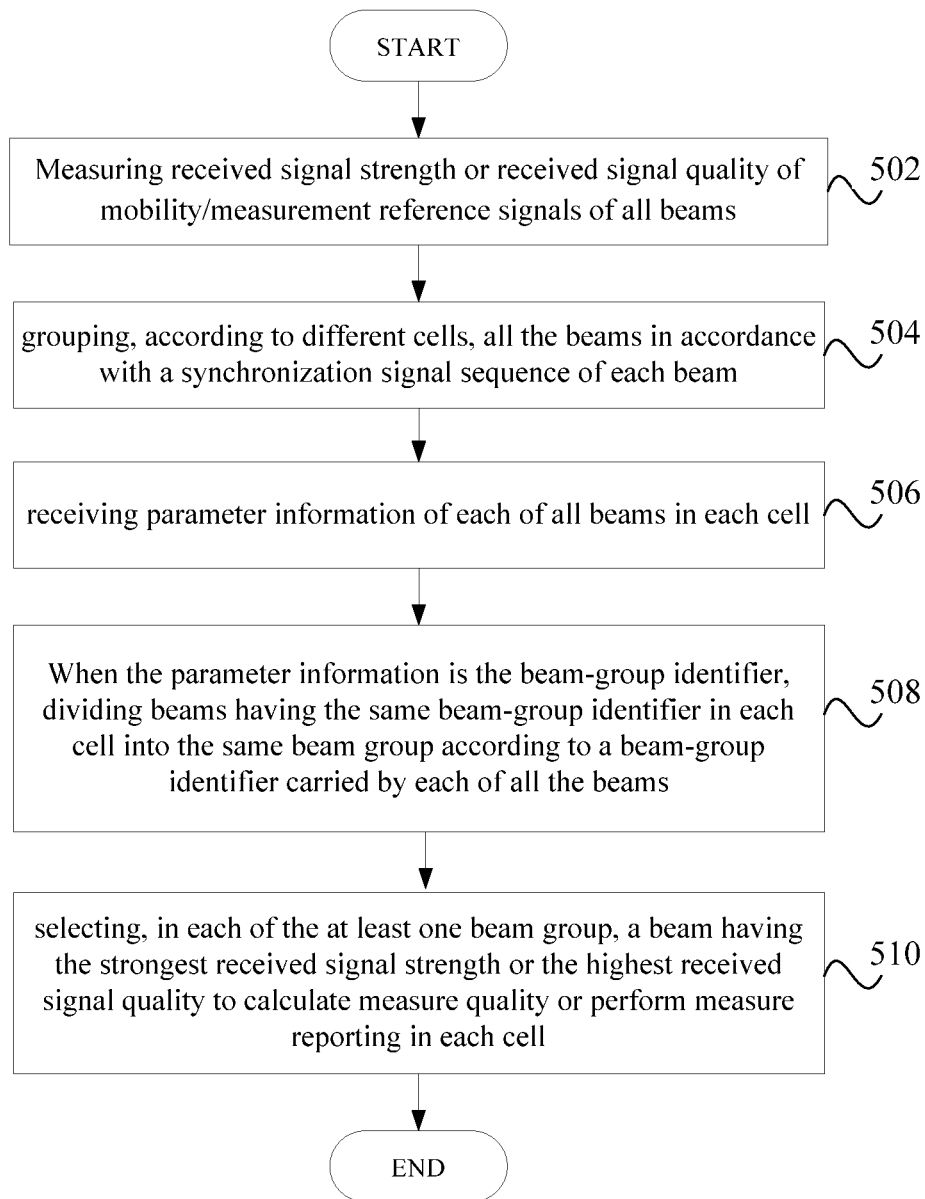 START
Measuring received signal strength or received signal quality of
mobility/measurement reference signals of all beams
502
grouping, according to different cells, all the beams in accordance
with a synchronization signal sequence of each beam
504
receiving parameter information of each of all beams in each cell
506
When the parameter information is the beam-group identifier,
dividing beams having the same beam-group identifier in each
cell into the same beam group according to a beam-group
identifier carried by each of all the beams
508
selecting, in each of the at least one beam group, a beam having
the strongest received signal strength or the highest received
signal quality to calculate measure quality or perform measure
reporting in each cell
510
END